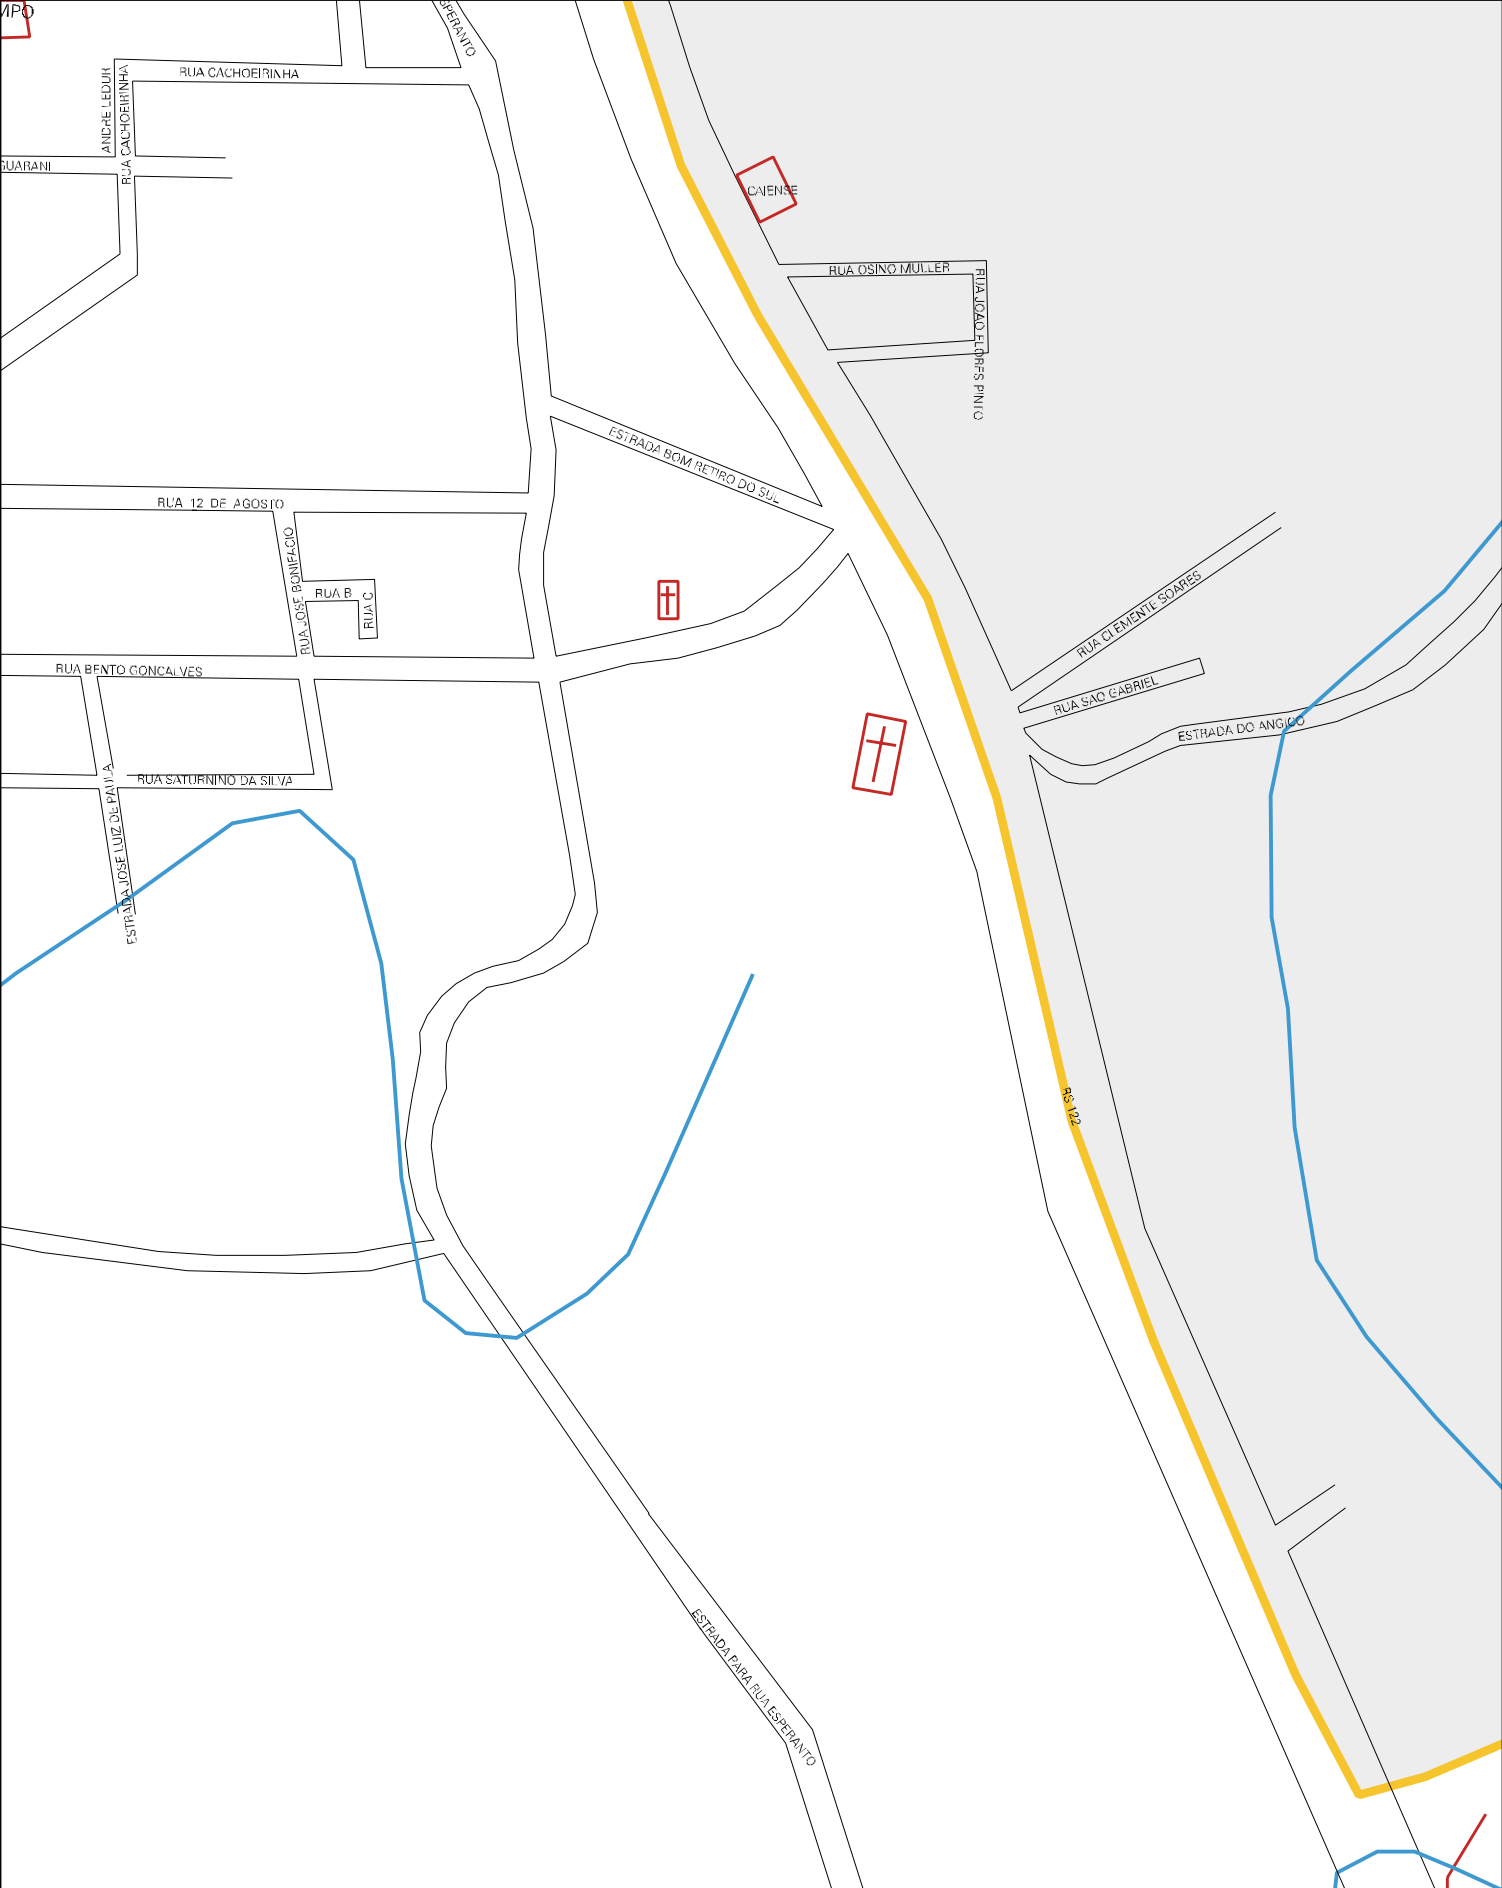 MPO
SPERANTO
RUA CACHOEIRINHA
ANDRE LEDUR
RUA CACHOEIRINHA
GUARANI
CAIENSE
RUA OSINO MULLER
RUA JOAO FLORES PINTO
ESTRADA BOM RETIRO DO SUL
RUA 12 DE AGOSTO
RUA JOSE BONIFACIO
RUA B
RUA C
RUA CLEMENTE SOARES
RUA BENTO GONCALVES
RUA SAO GABRIEL
ESTRADA DO ANGICO
RUA SATURNINO DA SILVA
ESTRADA JOSE LUIZ DE PAULA
RS 122
ESTRADA PARA RUA ESPERANTO